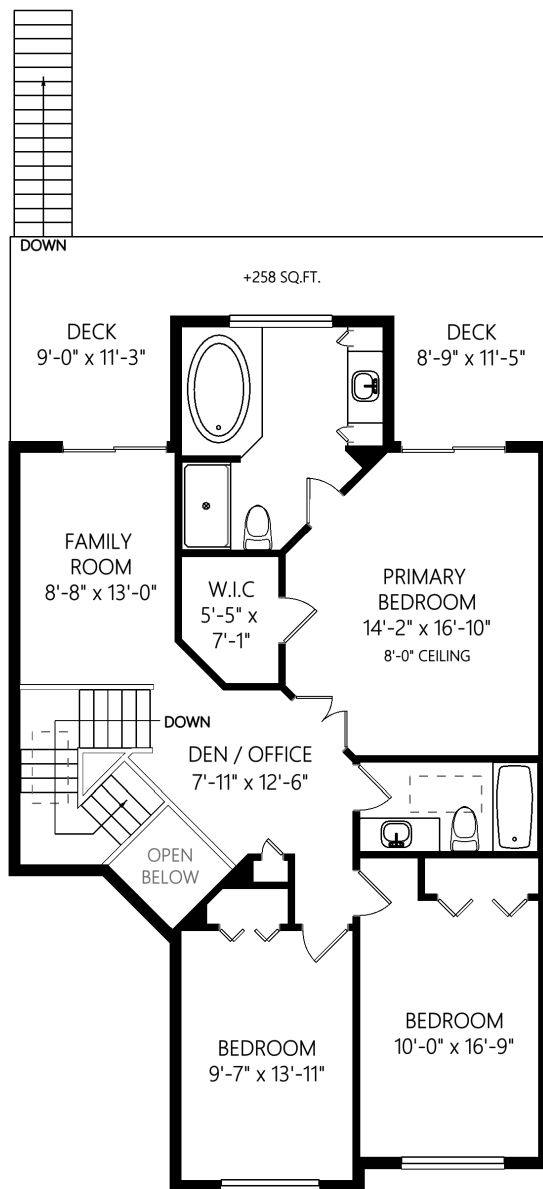 DOWN
+258 SQ.FT.
DECK
9'-0" x 11'-3"
DECK
8'-9" x 11'-5"
FAMILY
ROOM
8'-8" x 13'-0"
W.I.C
5'-5" x
7'-1"
PRIMARY
BEDROOM
14'-2" x 16'-10"
8'-0" CEILING
DOWN
DEN / OFFICE
7'-11" x 12'-6"
OPEN
BELOW
BEDROOM
10'-0" x 16'-9"
BEDROOM
9'-7" x 13'-11"